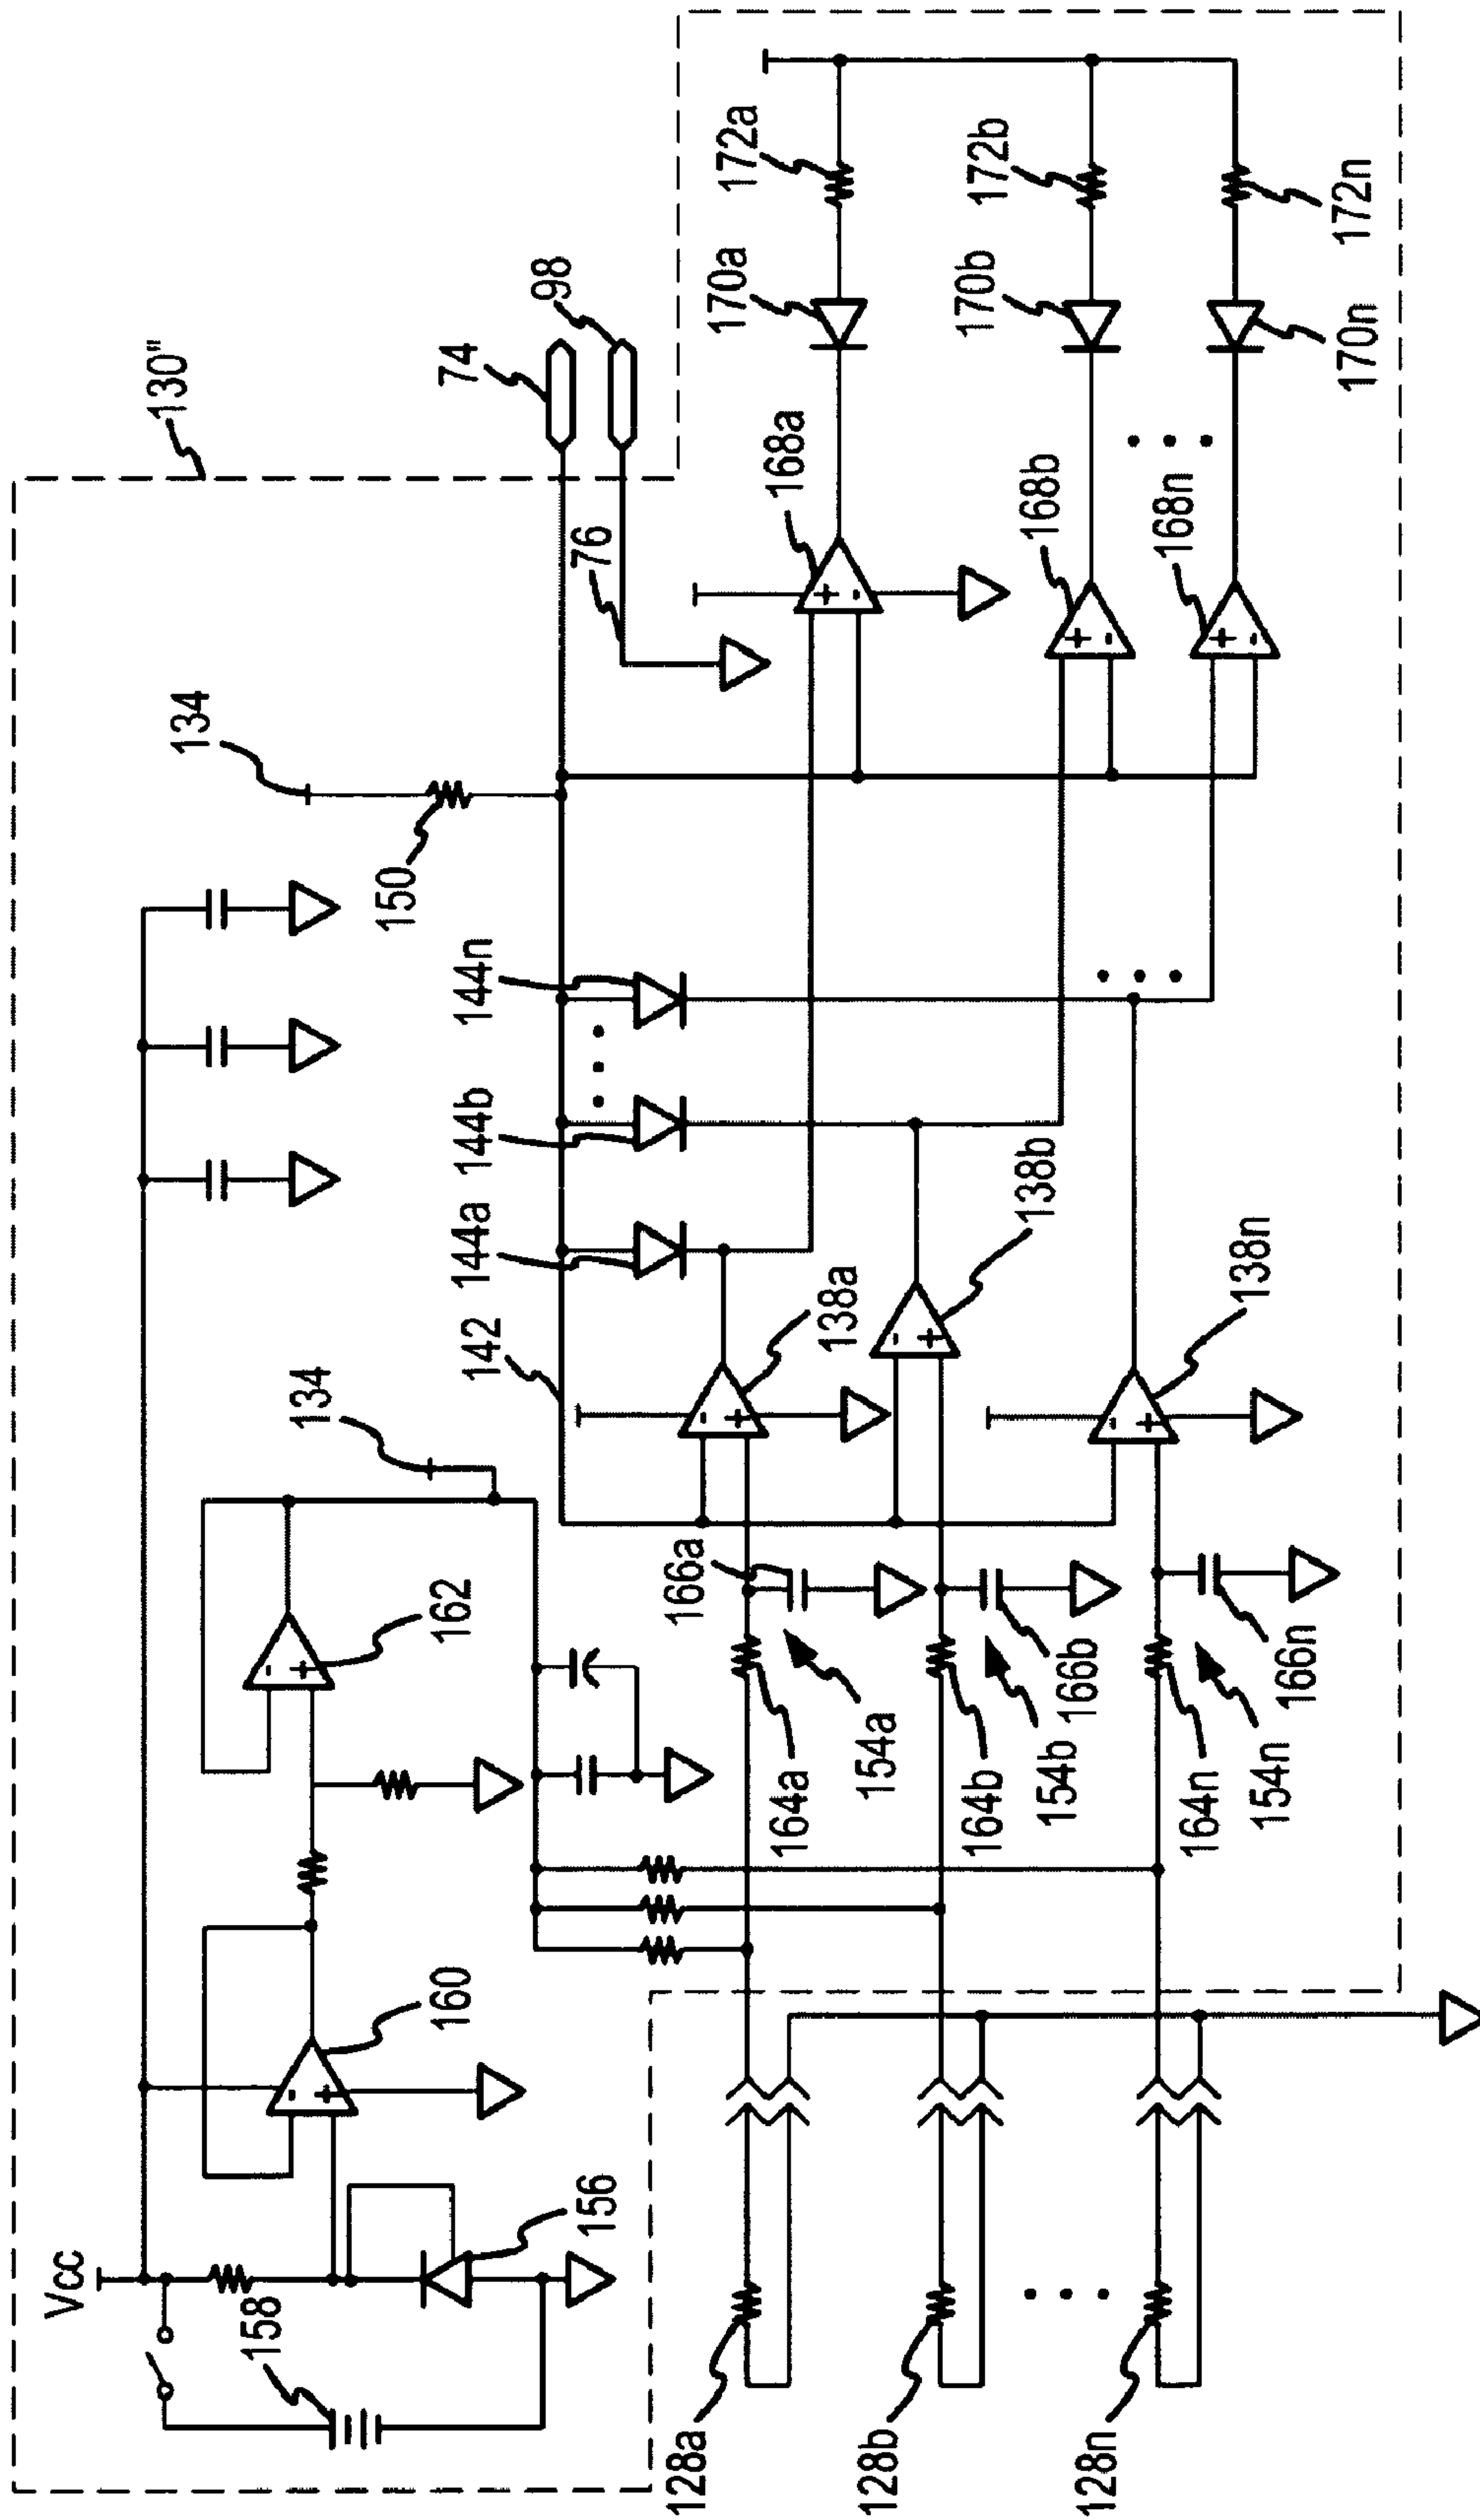 130"
Vcc
158
156
160
162
134
134
150
74
98
76
142
144a
144b
144n
138a
138b
138n
128a
128b
128n
164a
164b
164n
154a
154b
154n
166a
166b
166n
168a
168b
168n
170a
170b
170n
172a
172b
172n
-
+
-
+
-
+
-
+
-
+
+
-
+
-
+
-